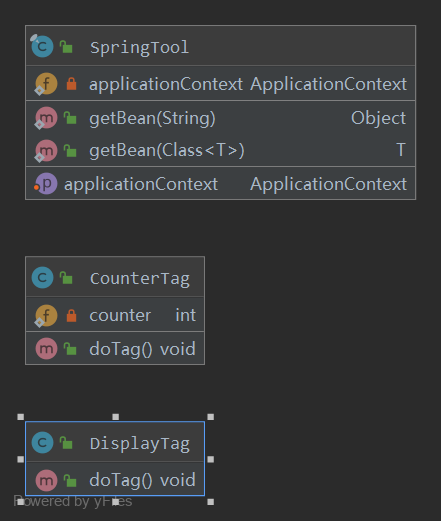 SpringTool
applicationContext ApplicationContext
getBean(String) Object
getBean(Class<T>) T
applicationContext ApplicationContext
CounterTag
counter int
doTag() void
DisplayTag
doTag() void
Powered by yFiles